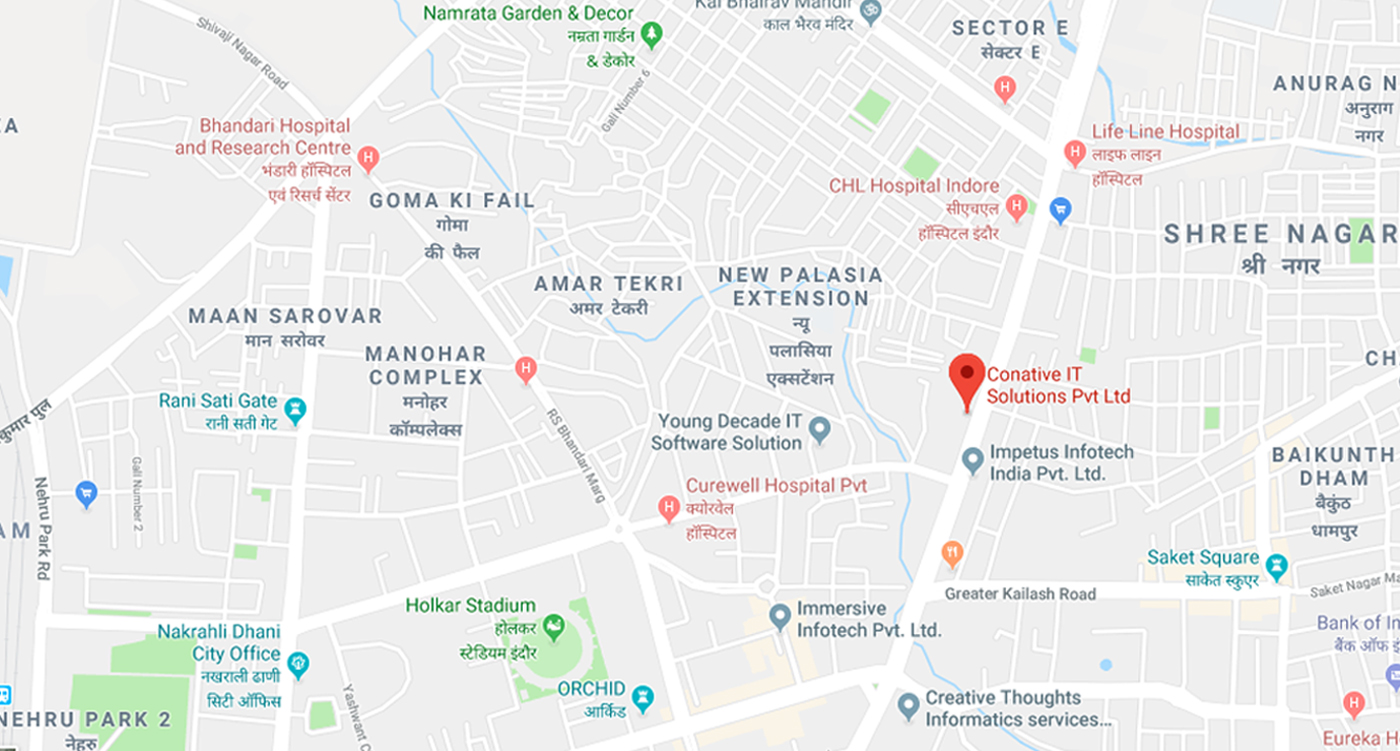 Namrata Garden & Decor
नम्रता गार्डन
& डेकोर
Kal Bhairav Mandir
काल भैरव मंदिर
SECTOR E
सेक्टर E
Shivaji Nagar Road
Gali Number 6
ANURAG N
अनुराग
नगर
Bhandari Hospital
and Research Centre
भंडारी हॉस्पिटल
एवं रिसर्च सेंटर
Life Line Hospital
लाइफ लाइन
हॉस्पिटल
GOMA KI FAIL
गोमा
की फैल
CHL Hospital Indore
सीएचएल
हॉस्पिटल इंदौर
SHREE NAGAR
श्री नगर
AMAR TEKRI
अमर टेकरी
NEW PALASIA
EXTENSION
न्यू
पलासिया
एक्सटेंशन
MAAN SAROVAR
मान सरोवर
MANOHAR
COMPLEX
मनोहर
कॉम्पलेक्स
CH
Conative IT
Solutions Pvt Ltd
Rani Sati Gate
रानी सती गेट
कुमार पुल
Young Decade IT
Software Solution
RS Bhandari Marg
Impetus Infotech
India Pvt. Ltd.
BAIKUNTH
DHAM
बैकुंठ
धामपुर
Gali Number 2
Nehru Park Rd
AM
Curewell Hospital Pvt
क्योरवेल
हॉस्पिटल
Saket Square
साकेत स्कुएर
Greater Kailash Road
Saket Nagar Ma
Holkar Stadium
होलकर
स्टेडियम इंदौर
Immersive
Infotech Pvt. Ltd.
Bank of In
बैंक ऑफ इं
Nakrahli Dhani
City Office
नखराली ढाणी
सिटी ऑफिस
ORCHID
आर्किड
Yashwant C
Creative Thoughts
Informatics services...
NEHRU PARK 2
नेहरु
Eureka H